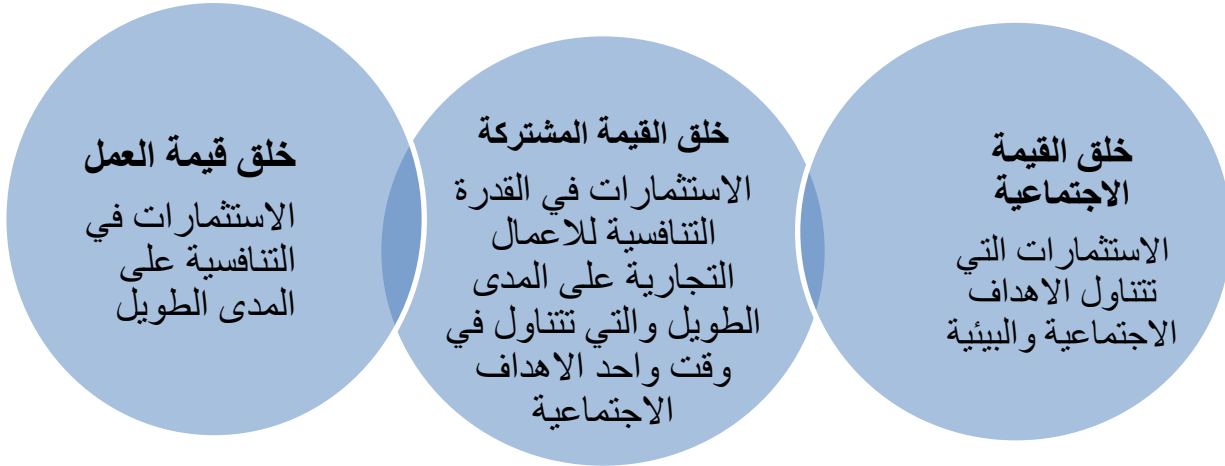 خلق القيمة
الاجتماعية
الاستثمارات التي
تتناول الاهداف
الاجتماعية والبيئية
خلق القيمة المشتركة
الاستثمارات في القدرة
التنافسية للاعمال
التجارية على المدى
الطويل والتي تتناول في
وقت واحد الاهداف
الاجتماعية
خلق قيمة العمل
الاستثمارات في
التنافسية على
المدى الطويل